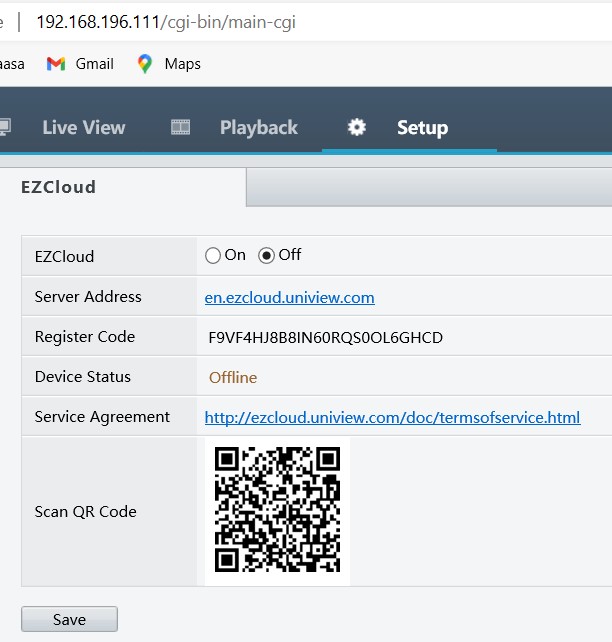 192.168.196.111/cgi-bin/main-cgi
Gmail Maps
Live View Playback Setup
EZCloud
EZCloud On Off
Server Address en.ezcloud.uniview.com
Register Code F9VF4HJ8B8IN60RQS0OL6GHCD
Device Status Offline
Service Agreement http://ezcloud.uniview.com/doc/termsofservice.html
Scan QR Code
Save